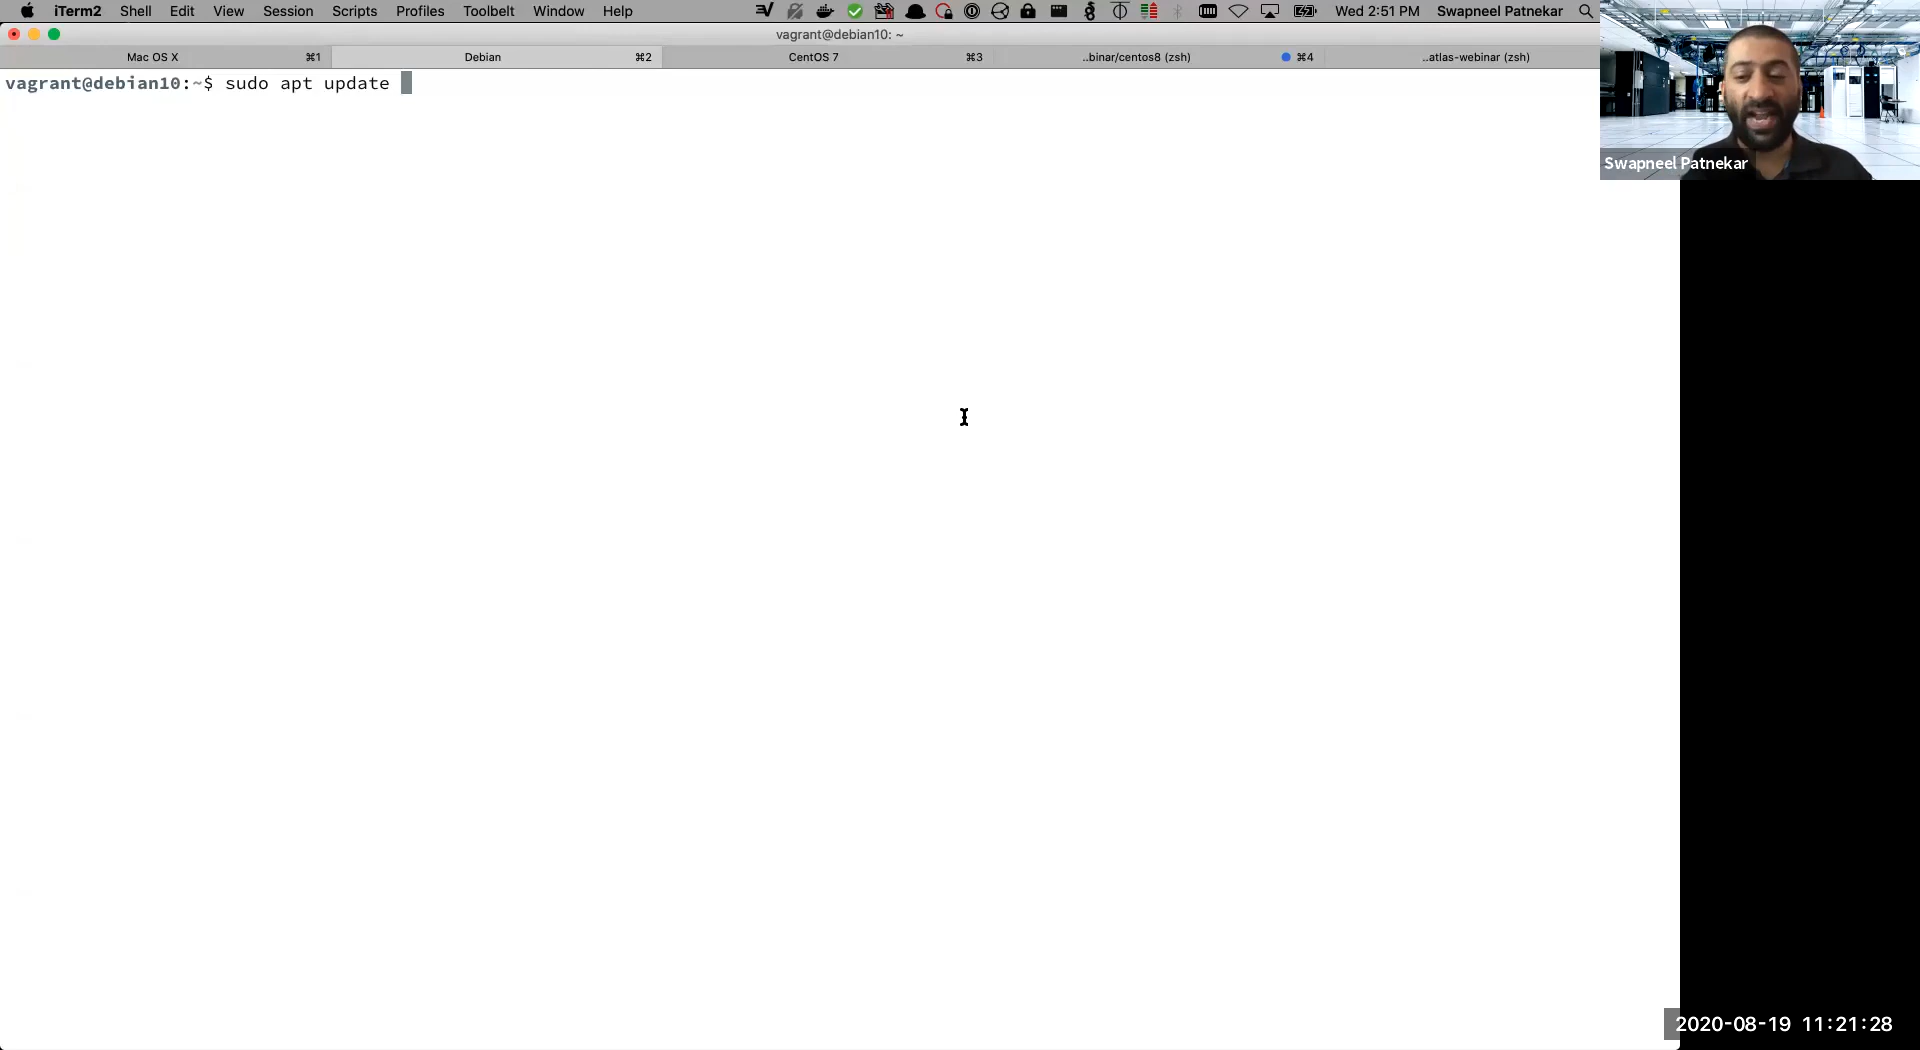 iTerm2 Shell Edit View Session Scripts Profiles Toolbelt Window Help Wed 2:51 PM Swapneel Patnekar
vagrant@debian10: ~
Mac OS X ⌘1 Debian ⌘2 CentOS 7 ⌘3 ..binar/centos8 (zsh) ⌘4 ..atlas-webinar (zsh)
vagrant@debian10:~$ sudo apt update
Swapneel Patnekar
2020-08-19 11:21:28